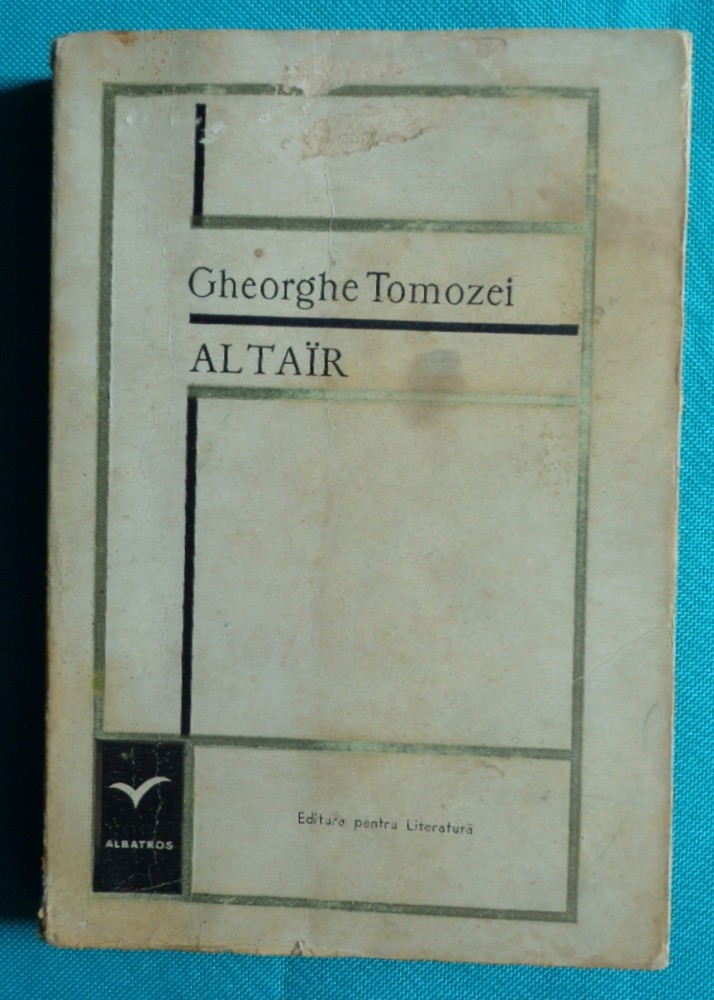 Gheorghe Tomozei
ALTAÏR
ALBATROS
Editura pentru Literatură